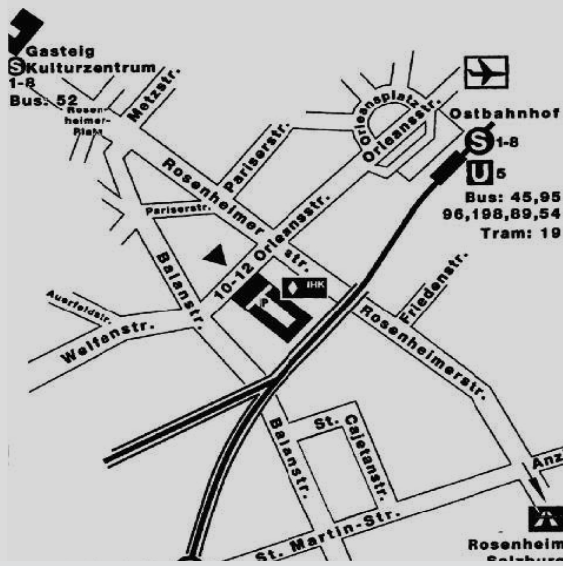 Gasteig
Kulturzentrum
S
1-8
Bus: 52
Rosen
heimer-
Platz
Metzstr.
Pariserstr.
Rosenheimer
str.
Orleansplatz
Orleansstr.
Ostbahnhof
S 1-8
U 5
Bus: 45,95
96,198,89,54
Tram: 19
Pariserstr.
10-12 Orleansstr.
IHK
P
Balanstr.
Auerfeldstr.
Welfenstr.
Friedenstr.
Rosenheimerstr.
Balanstr.
St.
Cajetanstr.
St. Martin-Str.
Anz
Rosenheim
Salzburg